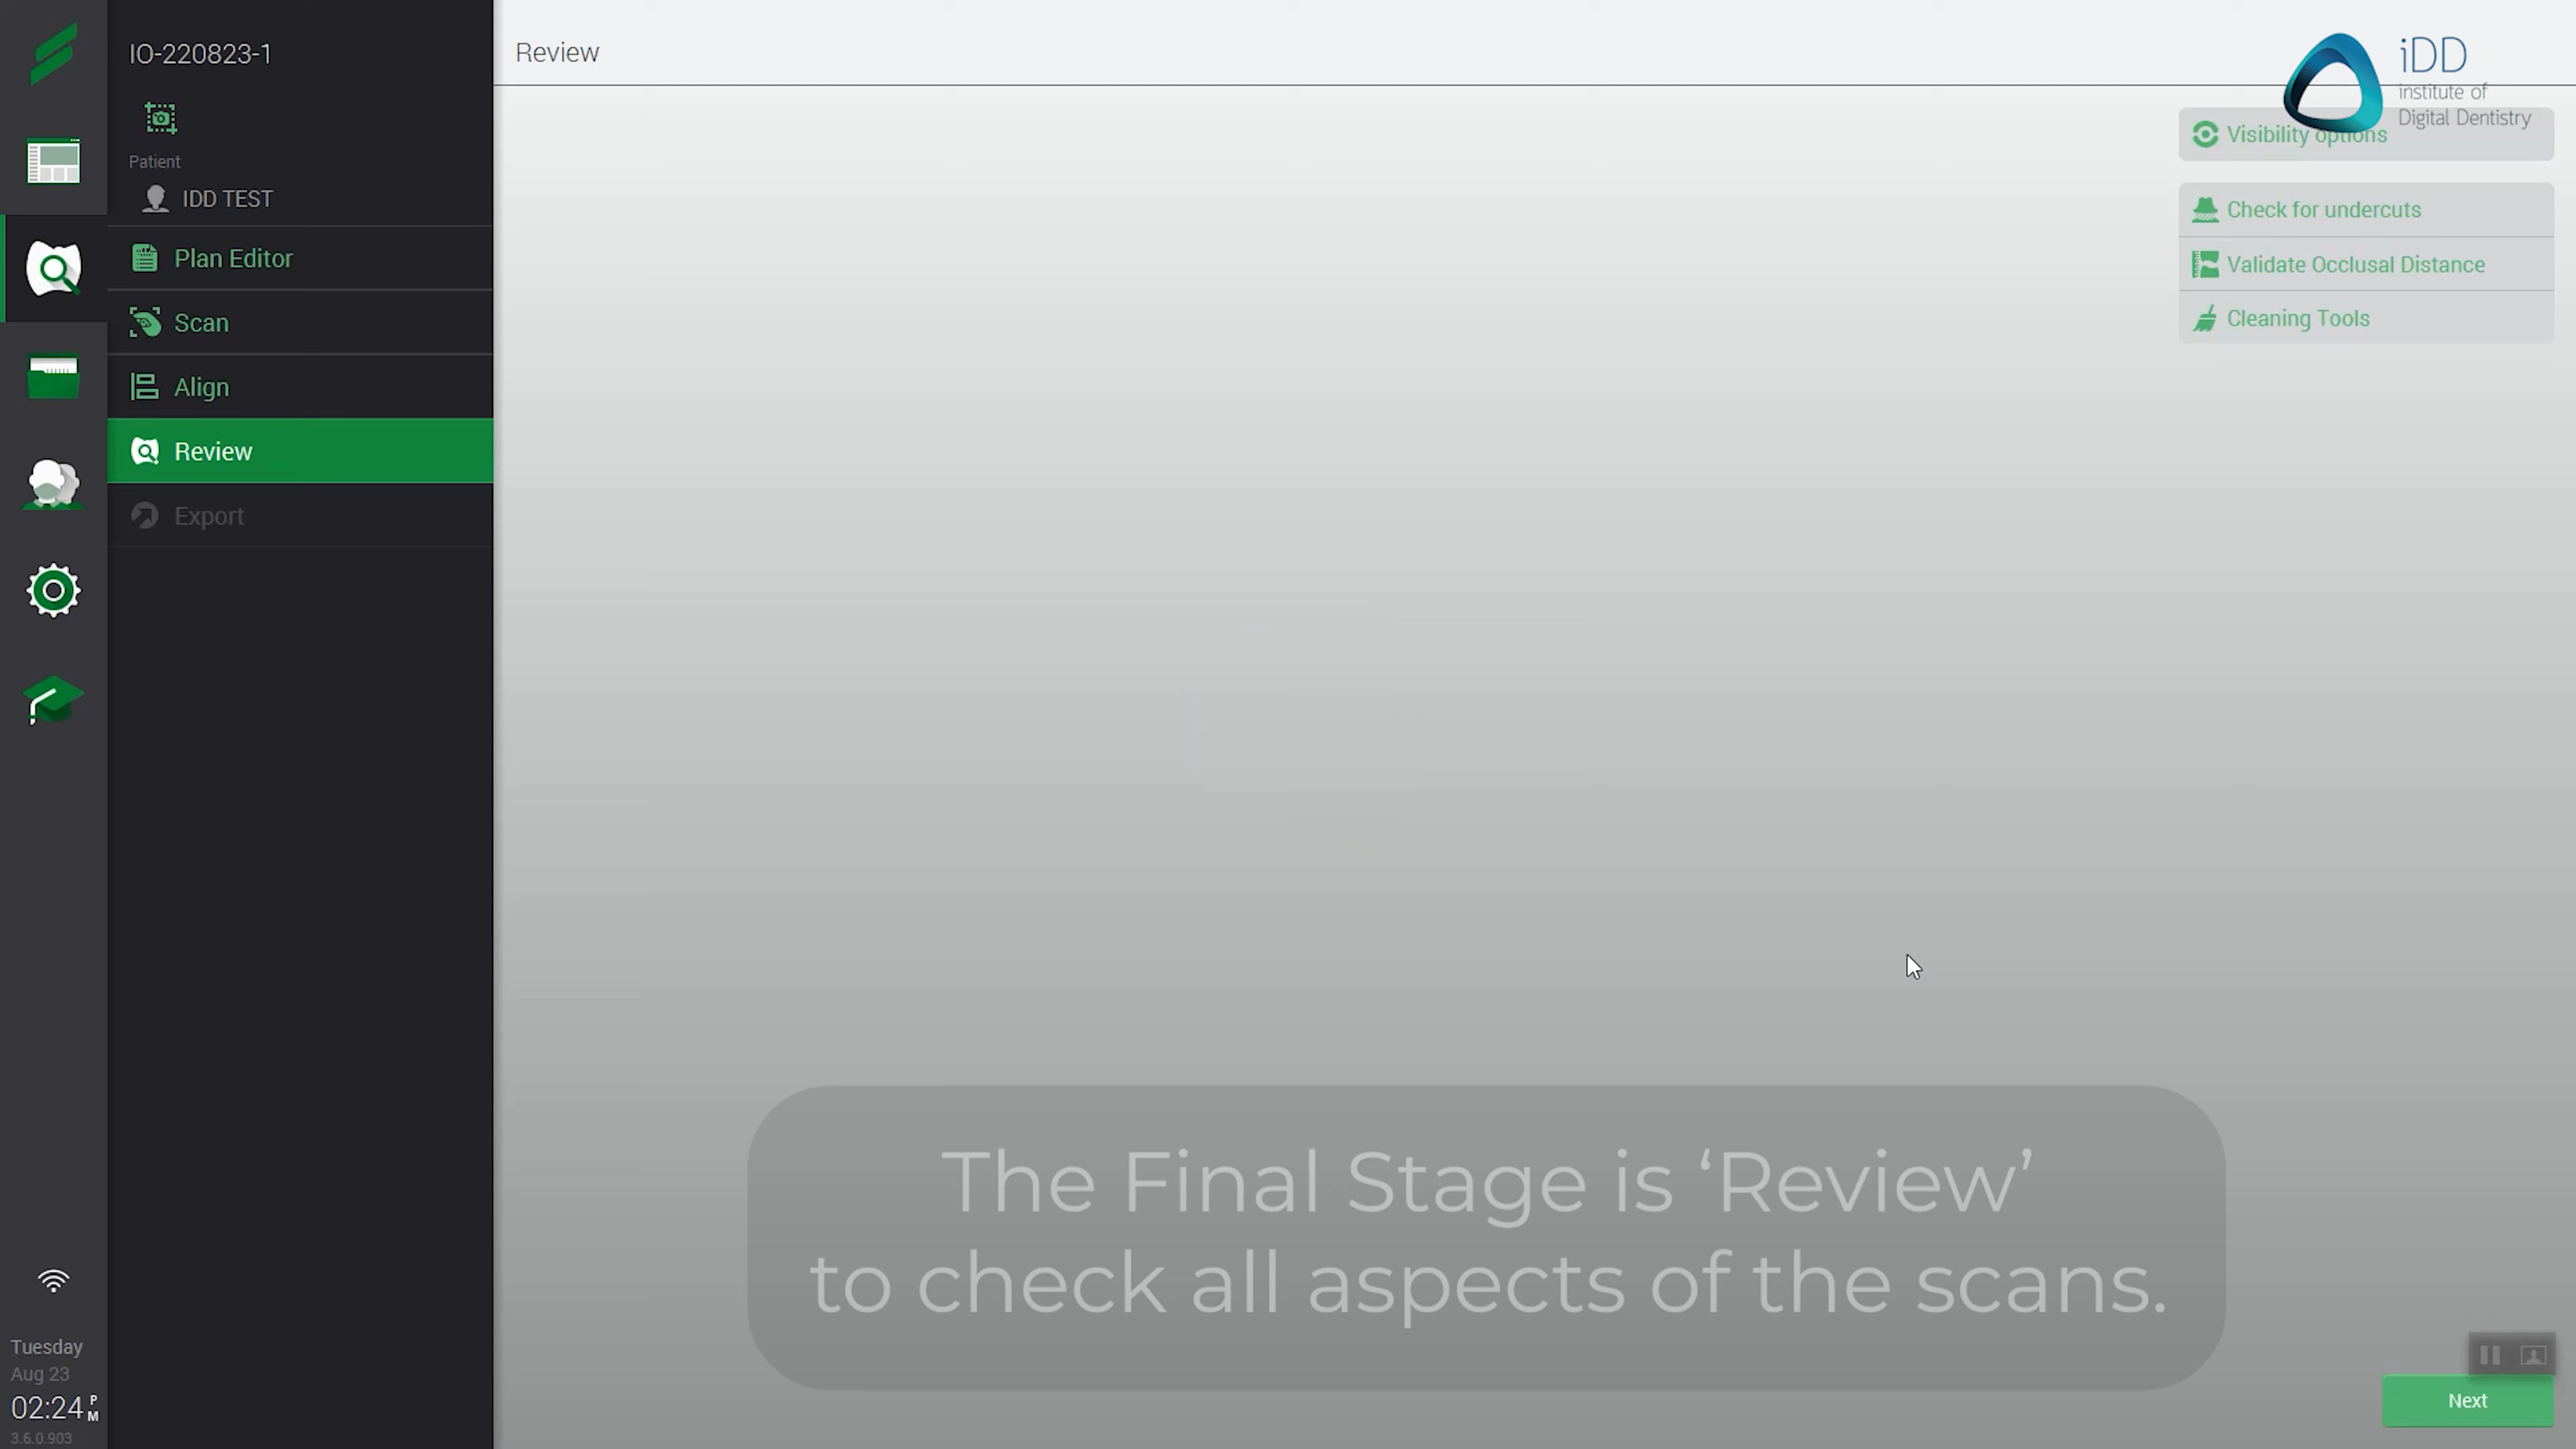 IO-220823-1
Patient
IDD TEST
Plan Editor
Scan
Align
Review
Export
Tuesday
Aug 23
02:24 PM
3.6.0.903
Review
iDD
institute of
Digital Dentistry
Visibility options
Check for undercuts
Validate Occlusal Distance
Cleaning Tools
The Final Stage is ‘Review’
to check all aspects of the scans.
Next